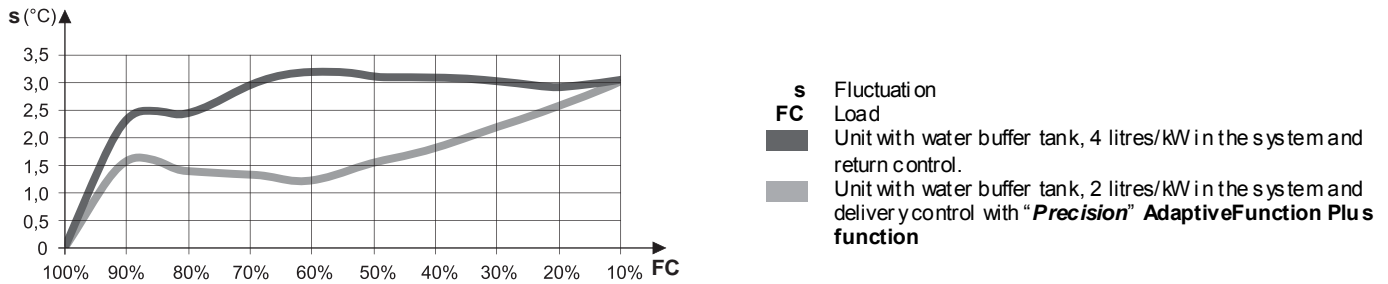 s (°C)
3,5
3,0
2,5
2,0
1,5
1,0
0,5
0
100% 90% 80% 70% 60% 50% 40% 30% 20% 10% FC
s Fluctuation
FC Load
Unit with water buffer tank, 4 litres/kW in the system and
return control.
Unit with water buffer tank, 2 litres/kW in the system and
delivery control with “Precision” AdaptiveFunction Plus
function